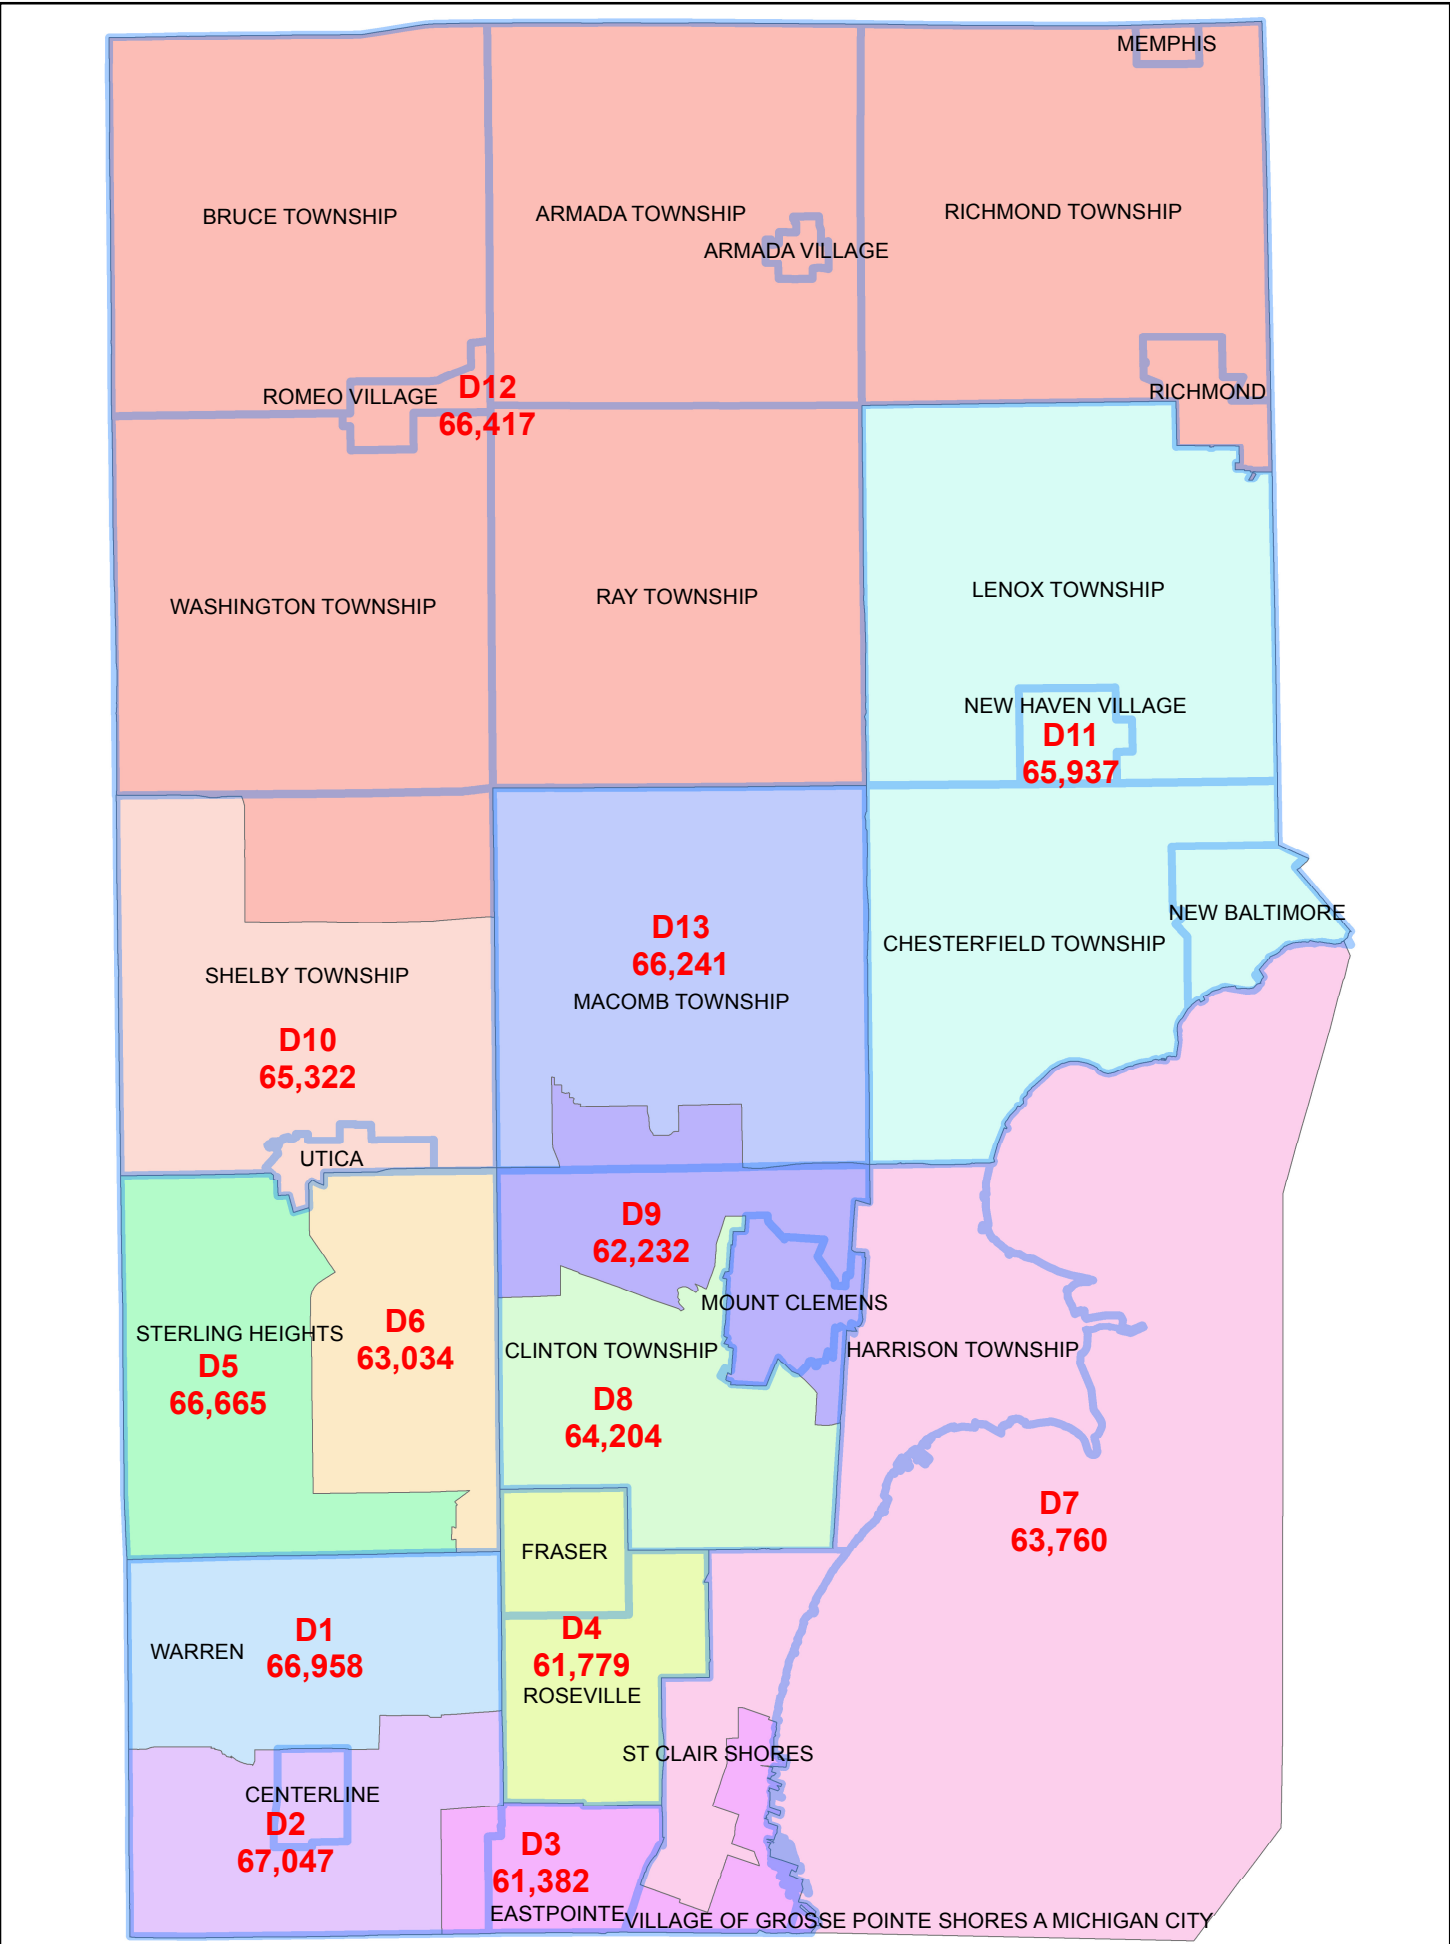 MEMPHIS
BRUCE TOWNSHIP
ARMADA TOWNSHIP
RICHMOND TOWNSHIP
ARMADA VILLAGE
ROMEO VILLAGE
D12
66,417
RICHMOND
WASHINGTON TOWNSHIP
RAY TOWNSHIP
LENOX TOWNSHIP
NEW HAVEN VILLAGE
D11
65,937
D13
66,241
MACOMB TOWNSHIP
NEW BALTIMORE
CHESTERFIELD TOWNSHIP
SHELBY TOWNSHIP
D10
65,322
UTICA
D9
62,232
MOUNT CLEMENS
STERLING HEIGHTS
D5
66,665
D6
63,034
CLINTON TOWNSHIP
D8
64,204
HARRISON TOWNSHIP
D7
63,760
FRASER
WARREN
D1
66,958
D4
61,779
ROSEVILLE
ST CLAIR SHORES
CENTERLINE
D2
67,047
D3
61,382
EASTPOINTE
VILLAGE OF GROSSE POINTE SHORES A MICHIGAN CITY